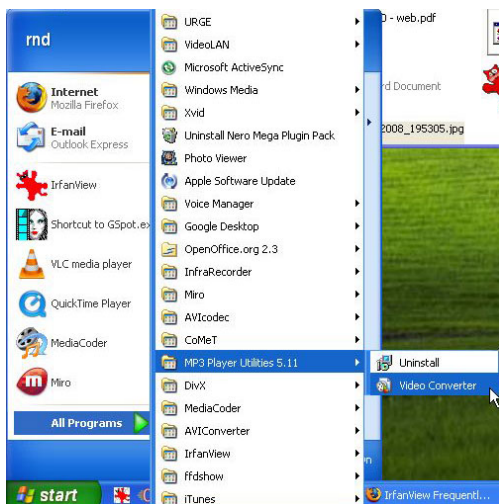 rnd
Internet
Mozilla Firefox
E-mail
Outlook Express
IrfanView
Shortcut to GSpot.ex
VLC media player
QuickTime Player
MediaCoder
Miro
All Programs
start
URGE
VideoLAN
Microsoft ActiveSync
Windows Media
Xvid
Uninstall Nero Mega Plugin Pack
Photo Viewer
Apple Software Update
Voice Manager
Google Desktop
OpenOffice.org 2.3
InfraRecorder
Miro
AVIcodec
CoMeT
MP3 Player Utilities 5.11
DivX
MediaCoder
AVIConverter
IrfanView
ffdshow
iTunes
Uninstall
Video Converter
- web.pdf
rd Document
2008_195305.jpg
IrfanView Frequentl...